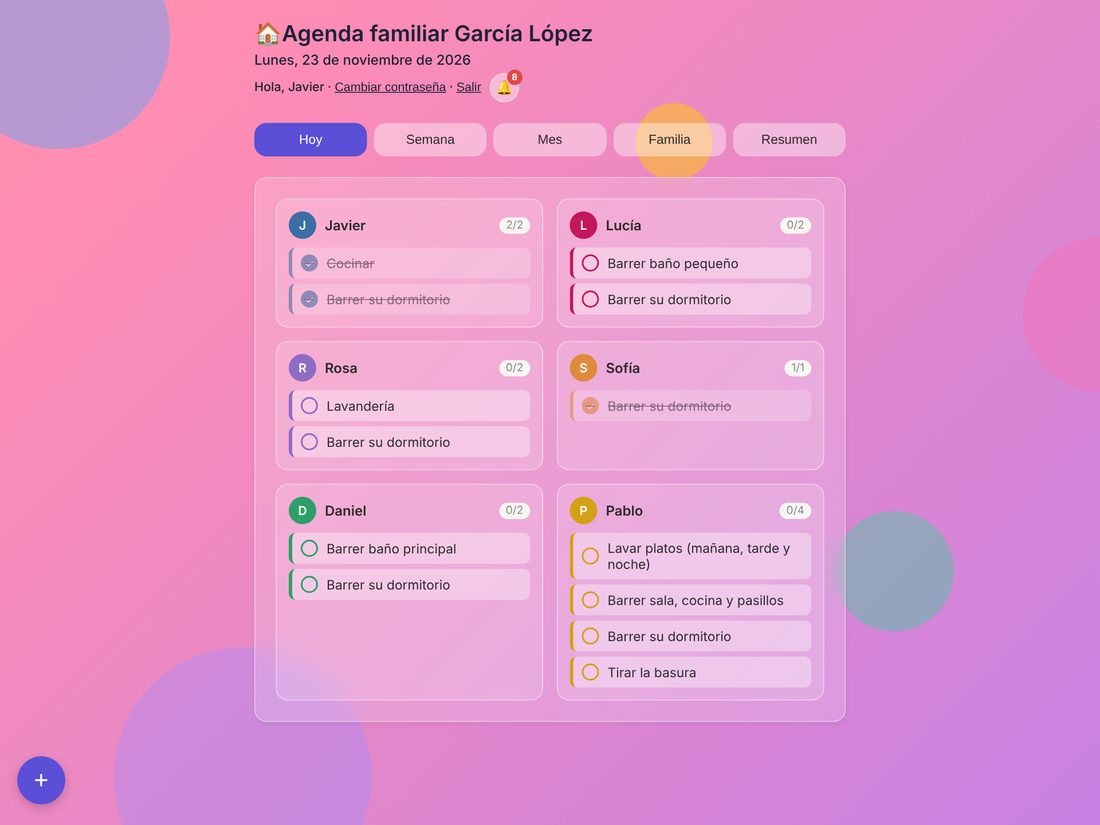 🏠Agenda familiar García López
Lunes, 23 de noviembre de 2026
Hola, Javier · Cambiar contraseña · Salir 🔔 8
Hoy Semana Mes Familia Resumen
J Javier 2/2
Cocinar
Barrer su dormitorio
L Lucía 0/2
Barrer baño pequeño
Barrer su dormitorio
R Rosa 0/2
Lavandería
Barrer su dormitorio
S Sofía 1/1
Barrer su dormitorio
D Daniel 0/2
Barrer baño principal
Barrer su dormitorio
P Pablo 0/4
Lavar platos (mañana, tarde y
noche)
Barrer sala, cocina y pasillos
Barrer su dormitorio
Tirar la basura
+